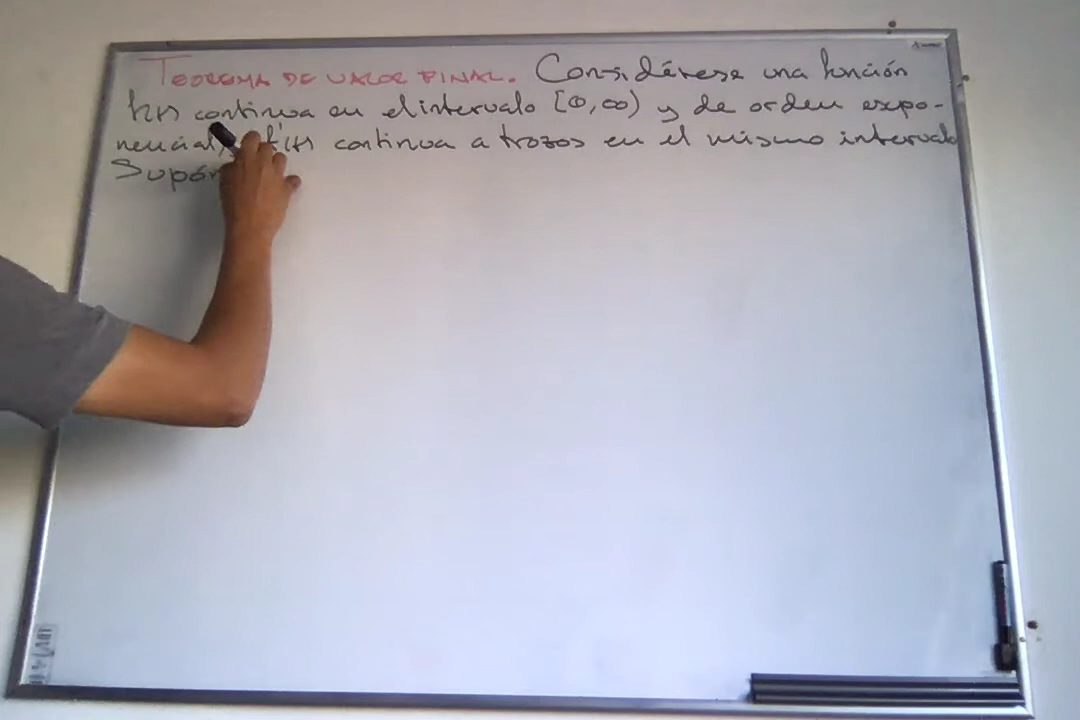 TEOREMA DE VALOR FINAL. Considérese una función
f(t) continua en el intervalo [0,∞) y de orden expo-
nencial, f'(t) continua a trozos en el mismo intervalo
Supón